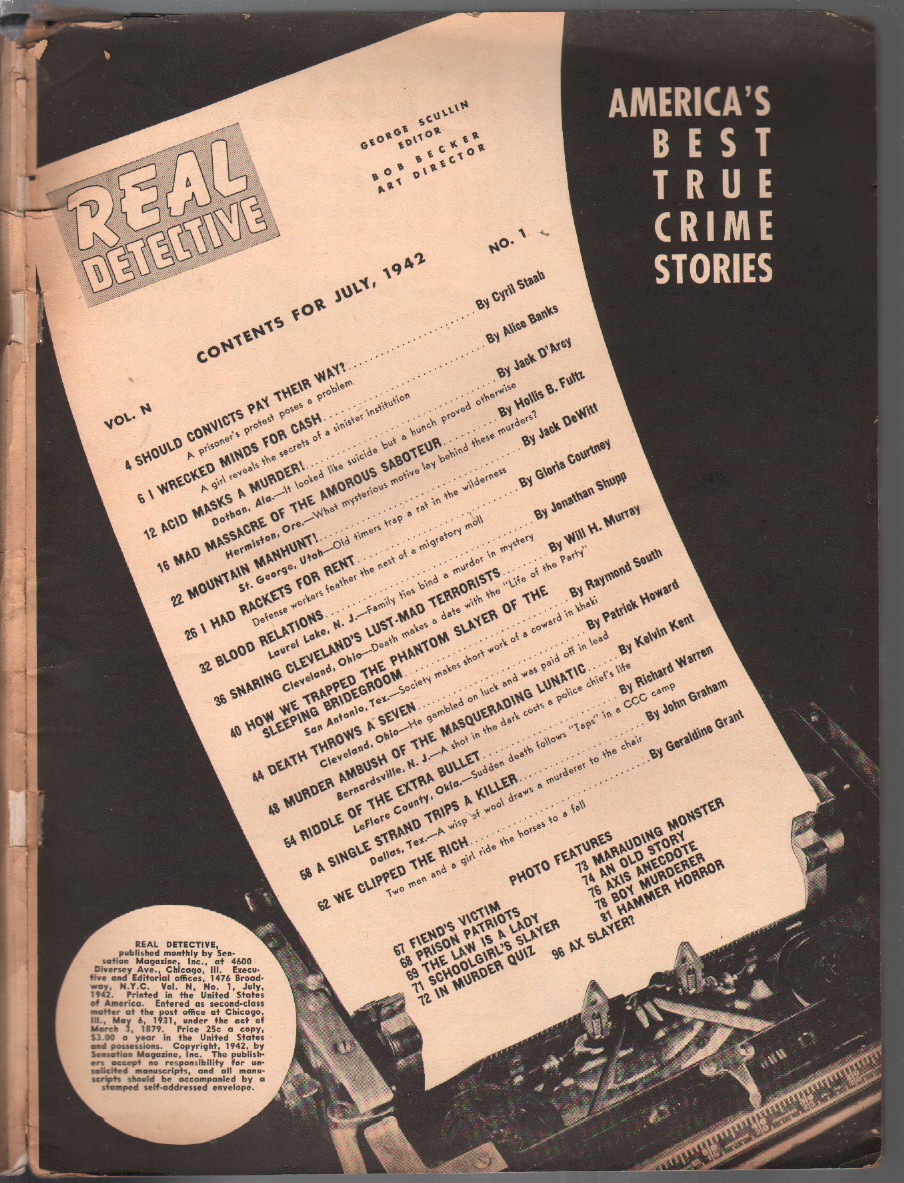 REAL
DETECTIVE
GEORGE SCULLIN
EDITOR
BOB BECKER
ART DIRECTOR
AMERICA'S
BEST
TRUE
CRIME
STORIES
CONTENTS FOR JULY, 1942
VOL. N
NO. 1
4 SHOULD CONVICTS PAY THEIR WAY?..........By Cyril Staab
A prisoner's protest poses a problem
6 I WRECKED MINDS FOR CASH..........By Alice Banks
A girl reveals the secrets of a sinister institution
12 ACID MASKS A MURDER!..........By Jack D'Arcy
Dothan, Ala.—It looked like suicide but a hunch proved otherwise
16 MAD MASSACRE OF THE AMOROUS SABOTEUR..........By Hollis B. Fultz
Hermiston, Ore.—What mysterious motive lay behind these murders?
22 MOUNTAIN MANHUNT!..........By Jack DeWitt
St. George, Utah—Old timers trap a rat in the wilderness
26 I HAD RACKETS FOR RENT..........By Gloria Courtney
Defense workers feather the nest of a migratory moll
32 BLOOD RELATIONS..........By Jonathan Shupp
Laurel Lake, N. J.—Family ties bind a murder in mystery
36 SNARING CLEVELAND'S LUST-MAD TERRORISTS..........By Will H. Murray
Cleveland, Ohio—Death makes a date with the "Life of the Party"
40 HOW WE TRAPPED THE PHANTOM SLAYER OF THE
SLEEPING BRIDEGROOM..........By Raymond South
San Antonio, Tex.—Society makes short work of a coward in khaki
44 DEATH THROWS A SEVEN..........By Patrick Howard
Cleveland, Ohio—He gambled on luck and was paid off in lead
48 MURDER AMBUSH OF THE MASQUERADING LUNATIC.....By Kelvin Kent
Bernardsville, N. J.—A shot in the dark costs a police chief's life
54 RIDDLE OF THE EXTRA BULLET..........By Richard Warren
LeFlore County, Okla.—Sudden death follows "Taps" in a CCC camp
58 A SINGLE STRAND TRIPS A KILLER..........By John Graham
Dallas, Tex.—A wisp of wool draws a murderer to the chair
62 WE CLIPPED THE RICH..........By Geraldine Grant
Two men and a girl ride the horses to a fall
PHOTO FEATURES
67 FIEND'S VICTIM
68 PRISON PATRIOTS
69 THE LAW IS A LADY
71 SCHOOLGIRL'S SLAYER
72 IN MURDER QUIZ
73 MARAUDING MONSTER
74 AN OLD STORY
76 AXIS ANECDOTE
78 BOY MURDERER
81 HAMMER HORROR
96 AX SLAYER?
REAL DETECTIVE,
published monthly by Sen-
sation Magazine, Inc., at 4600
Diversey Ave., Chicago, Ill. Execu-
tive and Editorial offices, 1476 Broad-
way, N.Y.C. Vol. N, No. 1, July,
1942. Printed in the United States
of America. Entered as second-class
matter at the post office at Chicago,
Ill., May 6, 1931, under the act of
March 3, 1879. Price 25c a copy,
$3.00 a year in the United States
and possessions. Copyright, 1942, by
Sensation Magazine, Inc. The publish-
ers accept no responsibility for un-
solicited manuscripts, and all manu-
scripts should be accompanied by a
stamped self-addressed envelope.